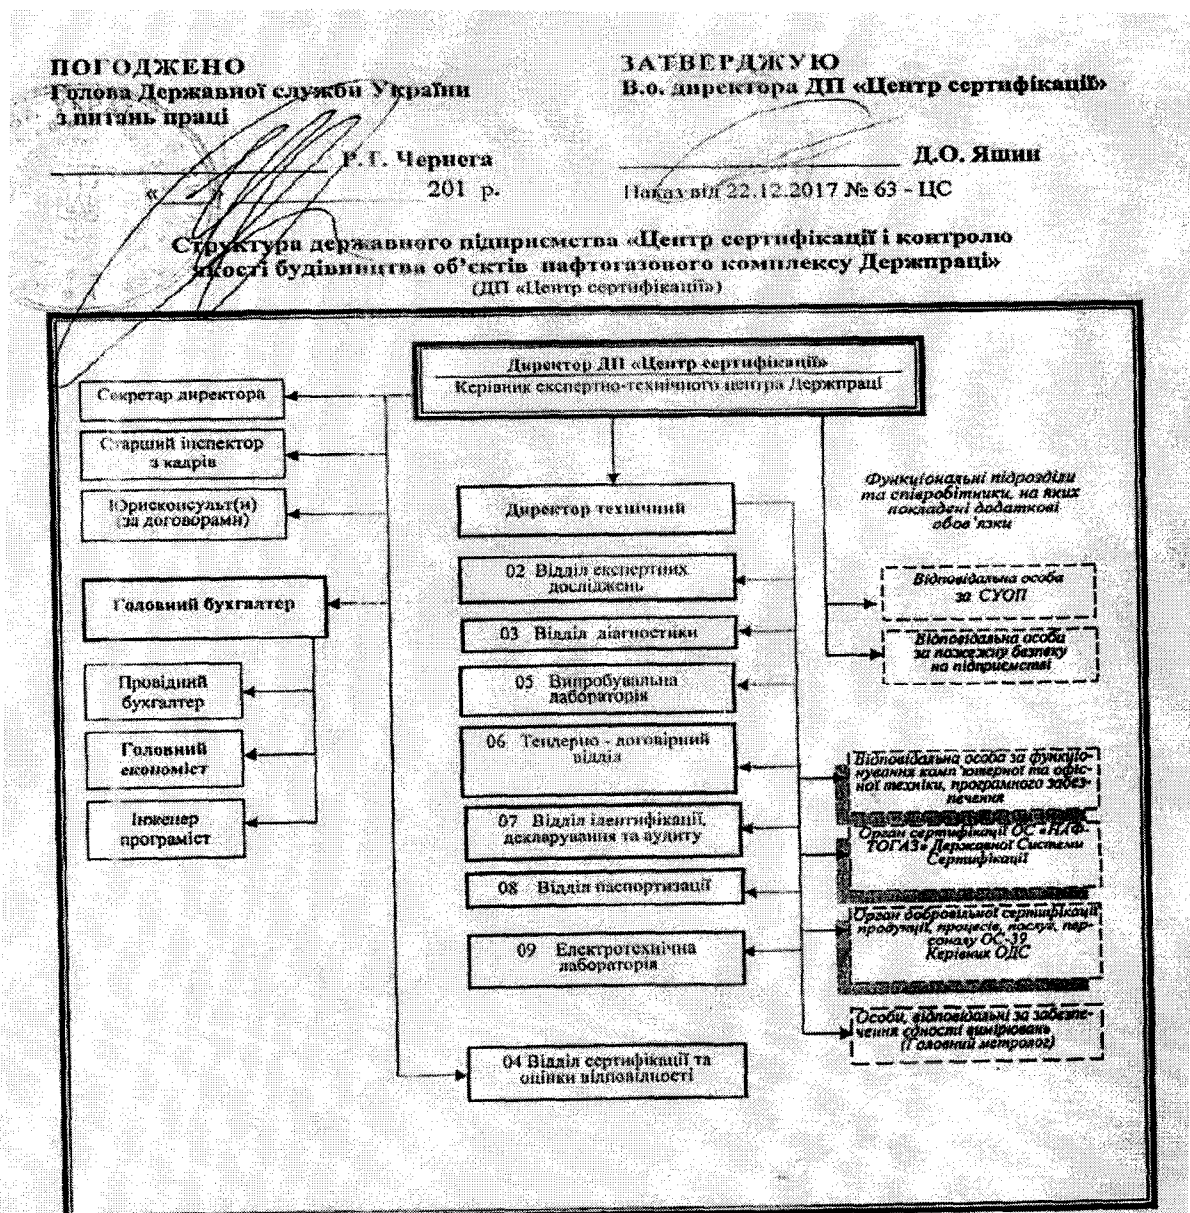 ПОГОДЖЕНО
Голова Державної служби України
з питань праці
Р.Г. Чернега
« » 201 р.
ЗАТВЕРДЖУЮ
В.о. директора ДП «Центр сертифікації»
Д.О. Яшин
Наказ від 22.12.2017 № 63 - ЦС
Структура державного підприємства «Центр сертифікації і контролю
якості будівництва об’єктів нафтогазового комплексу Держпраці»
(ДП «Центр сертифікації»)
Директор ДП «Центр сертифікації»
Керівник експертно-технічного центра Держпраці
Секретар директора
Старший інспектор
з кадрів
Юрисконсульт(и)
(за договорами)
Головний бухгалтер
Провідний
бухгалтер
Головний
економіст
Інженер
програміст
Директор технічний
02 Відділ експертних
досліджень
03 Відділ діагностики
05 Випробувальна
лабораторія
06 Тендерно - договірний
відділ
07 Відділ ідентифікації,
декларування та аудиту
08 Відділ паспортизації
09 Електротехнічна
лабораторія
04 Відділ сертифікації та
оцінки відповідності
Функціональні підрозділи
та співробітники, на яких
покладені додаткові
обов’язки
Відповідальна особа
за СУОП
Відповідальна особа
за пожежну безпеку
на підприємстві
Відповідальна особа за функціо-
нування комп’ютерної та офіс-
ної техніки, програмного забез-
печення
Орган сертифікації ОС «НАФ-
ТОГАЗ» Державної Системи
Сертифікації
Орган добровільної сертифікації
продукції, процесів, послуг, пер-
соналу ОС-39
Керівник ОДС
Особи, відповідальні за забезпе-
чення єдності вимірювань
(Головний метролог)